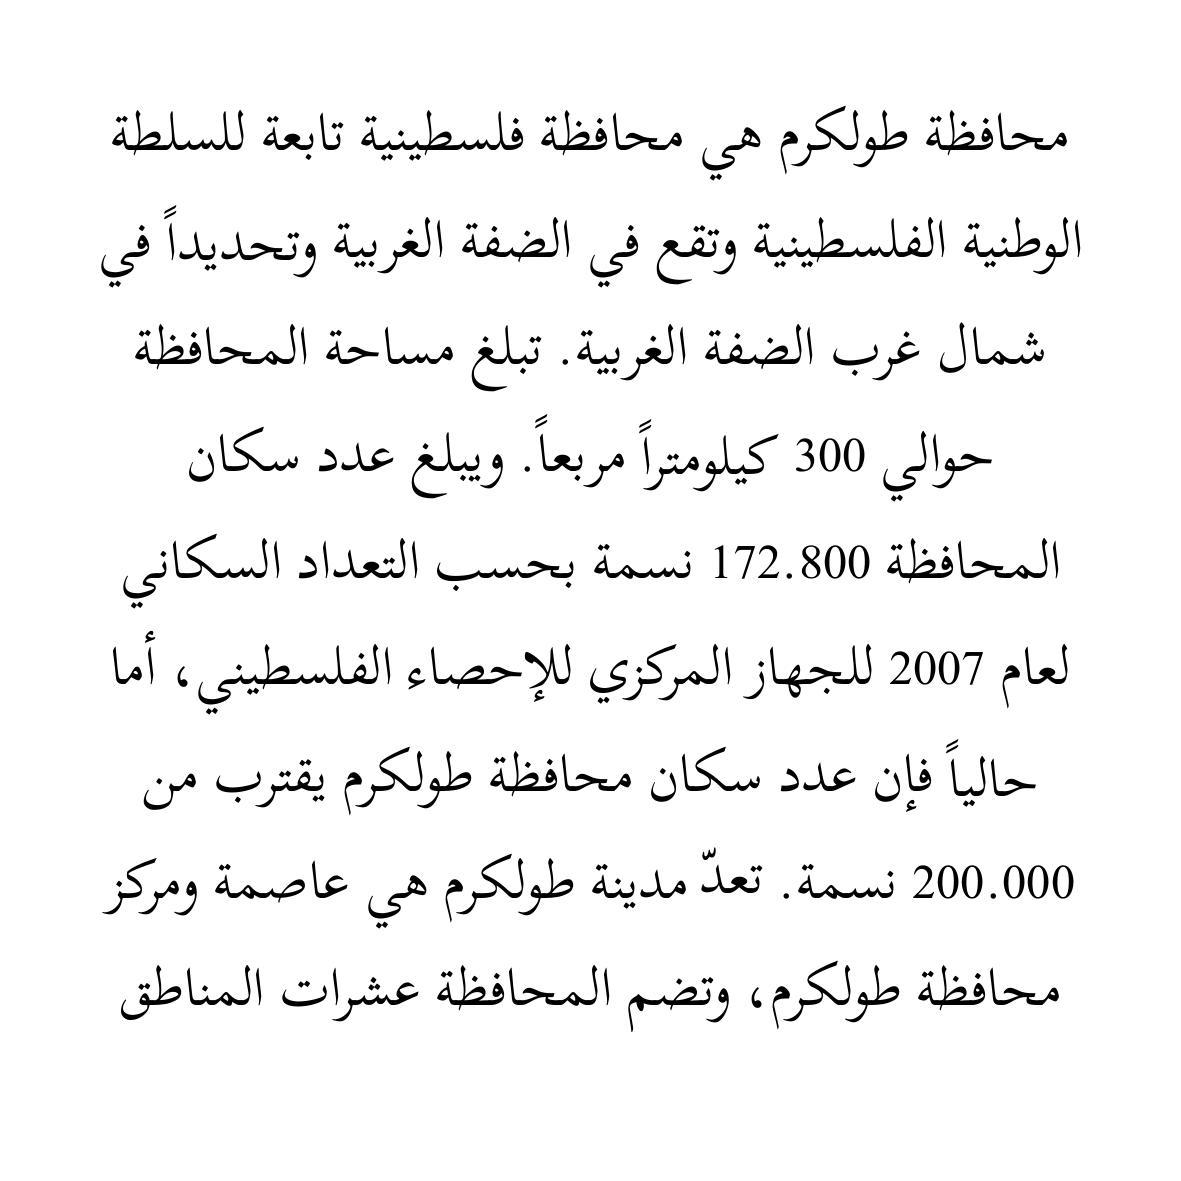 محافظة طولكرم هي محافظة فلسطينية تابعة للسلطة
الوطنية الفلسطينية وتقع في الضفة الغربية وتحديداً في
شمال غرب الضفة الغربية. تبلغ مساحة المحافظة
حوالي 300 كيلومتراً مربعاً. ويبلغ عدد سكان
المحافظة 172.800 نسمة بحسب التعداد السكاني
لعام 2007 للجهاز المركزي للإحصاء الفلسطيني، أما
حالياً فإن عدد سكان محافظة طولكرم يقترب من
200.000 نسمة. تعدّ مدينة طولكرم هي عاصمة ومركز
محافظة طولكرم، وتضم المحافظة عشرات المناطق